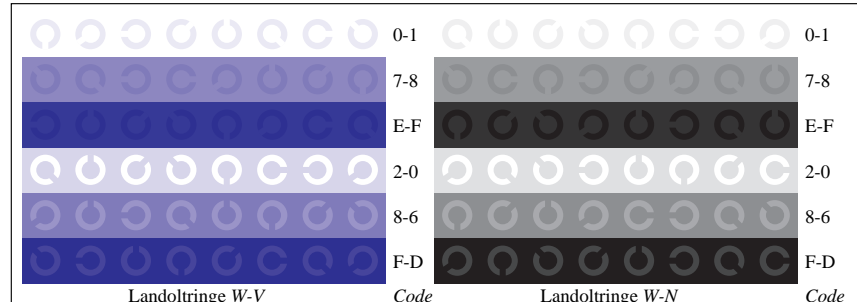 0-1 0-1
7-8 7-8
E-F E-F
2-0 2-0
8-6 8-6
F-D F-D
Landoltringe W-V Code Landoltringe W-N Code